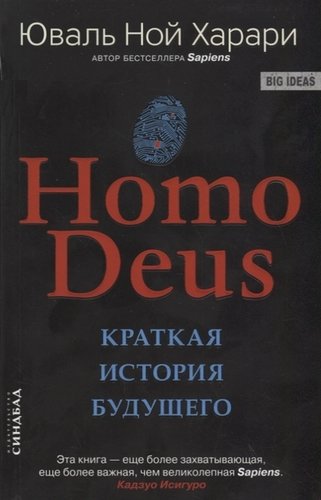 Юваль Ной Харари
АВТОР БЕСТСЕЛЛЕРА Sapiens
BIG IDEAS
Homo
Deus
КРАТКАЯ
ИСТОРИЯ
БУДУЩЕГО
ИЗДАТЕЛЬСТВО
СИНДБАД
Эта книга — еще более захватывающая,
еще более важная, чем великолепная Sapiens.
Кадзуо Исигуро